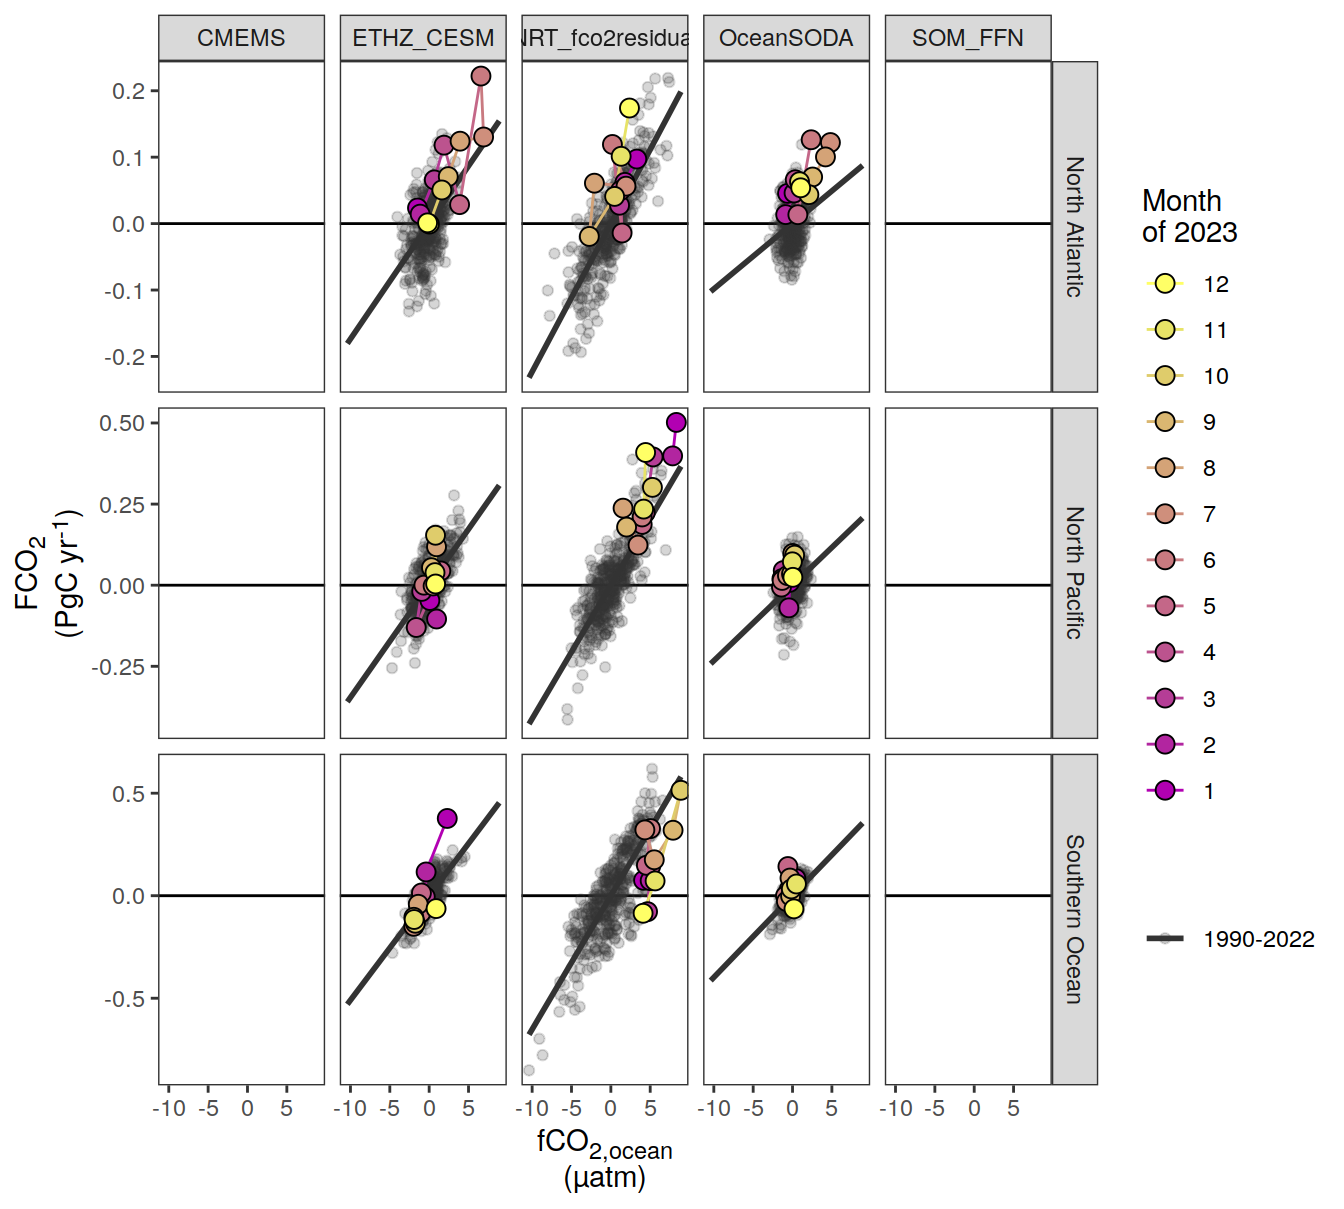 CMEMS ETHZ_CESM NRT_fco2residua OceanSODA SOM_FFN
0.2
0.1
0.0
-0.1
-0.2
North Atlantic
0.50
0.25
0.00
-0.25
North Pacific
0.5
0.0
-0.5
Southern Ocean
-10 -5 0 5 -10 -5 0 5 -10 -5 0 5 -10 -5 0 5 -10 -5 0 5
FCO2
(PgC yr-1)
fCO2,ocean
(µatm)
Month
of 2023
12
11
10
9
8
7
6
5
4
3
2
1
1990-2022